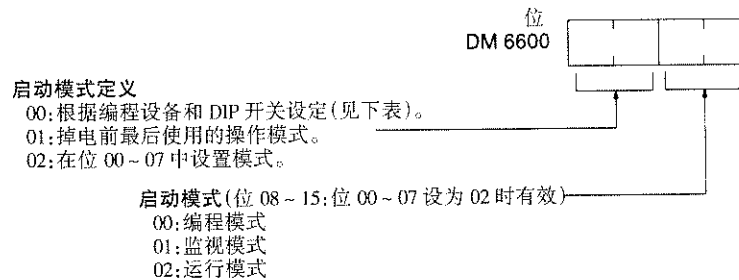 位
DM 6600
启动模式定义
00:根据编程设备和 DIP 开关设定(见下表)。
01:掉电前最后使用的操作模式。
02:在位 00~07 中设置模式。
启动模式(位 08~15;位 00~07 设为 02 时有效)
00:编程模式
01:监视模式
02:运行模式